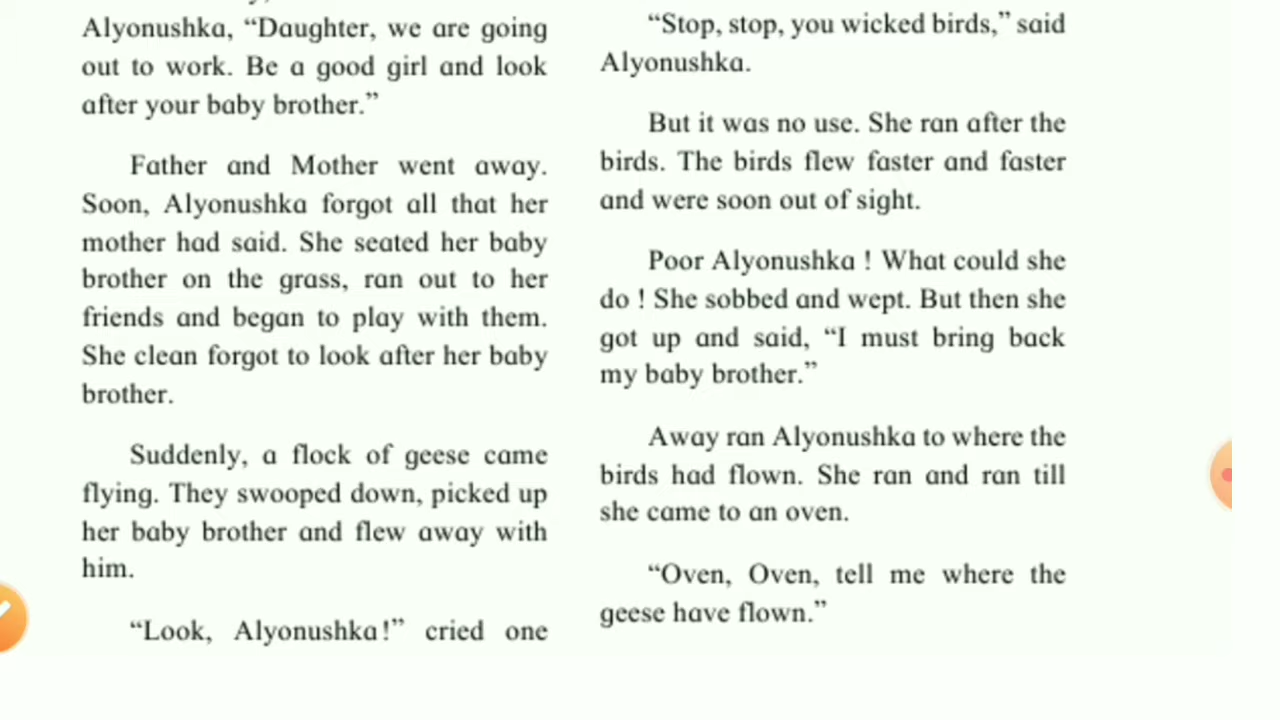 Alyonushka, “Daughter, we are going
out to work. Be a good girl and look
after your baby brother.”
Father and Mother went away.
Soon, Alyonushka forgot all that her
mother had said. She seated her baby
brother on the grass, ran out to her
friends and began to play with them.
She clean forgot to look after her baby
brother.
Suddenly, a flock of geese came
flying. They swooped down, picked up
her baby brother and flew away with
him.
“Look, Alyonushka!” cried one
“Stop, stop, you wicked birds,” said
Alyonushka.
But it was no use. She ran after the
birds. The birds flew faster and faster
and were soon out of sight.
Poor Alyonushka ! What could she
do ! She sobbed and wept. But then she
got up and said, “I must bring back
my baby brother.”
Away ran Alyonushka to where the
birds had flown. She ran and ran till
she came to an oven.
“Oven, Oven, tell me where the
geese have flown.”